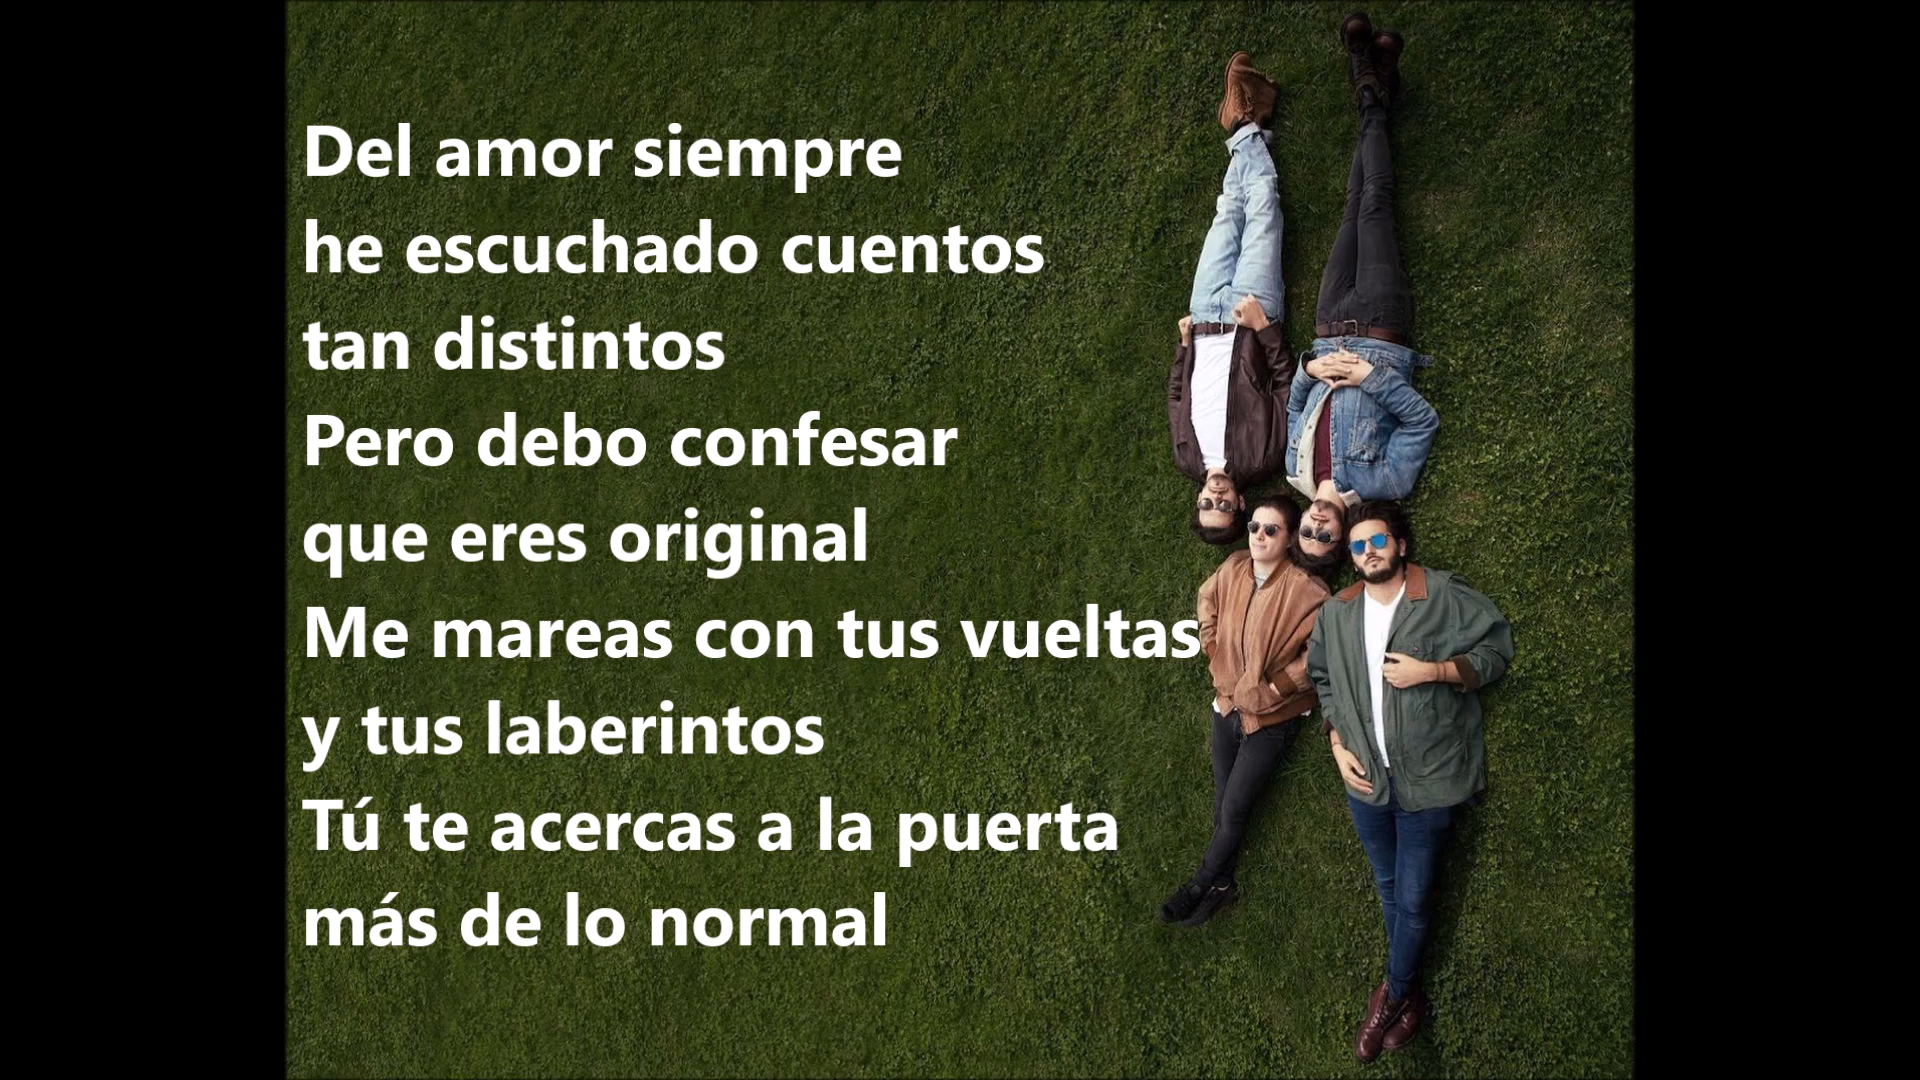 Del amor siempre
he escuchado cuentos
tan distintos
Pero debo confesar
que eres original
Me mareas con tus vueltas
y tus laberintos
Tú te acercas a la puerta
más de lo normal